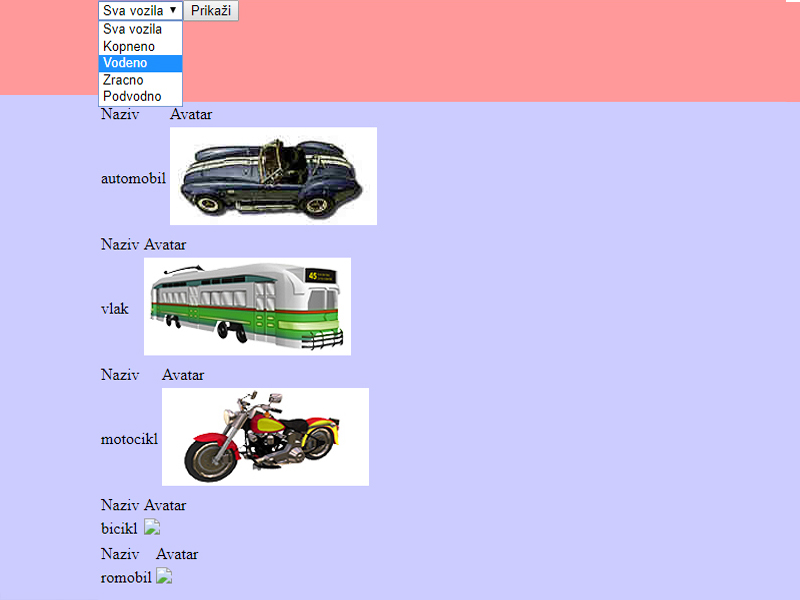 Sva vozila Prikaži
Sva vozila
Kopneno
Vodeno
Zracno
Podvodno
Naziv Avatar
automobil
Naziv Avatar
45
vlak
Naziv Avatar
motocikl
Naziv Avatar
bicikl
Naziv Avatar
romobil